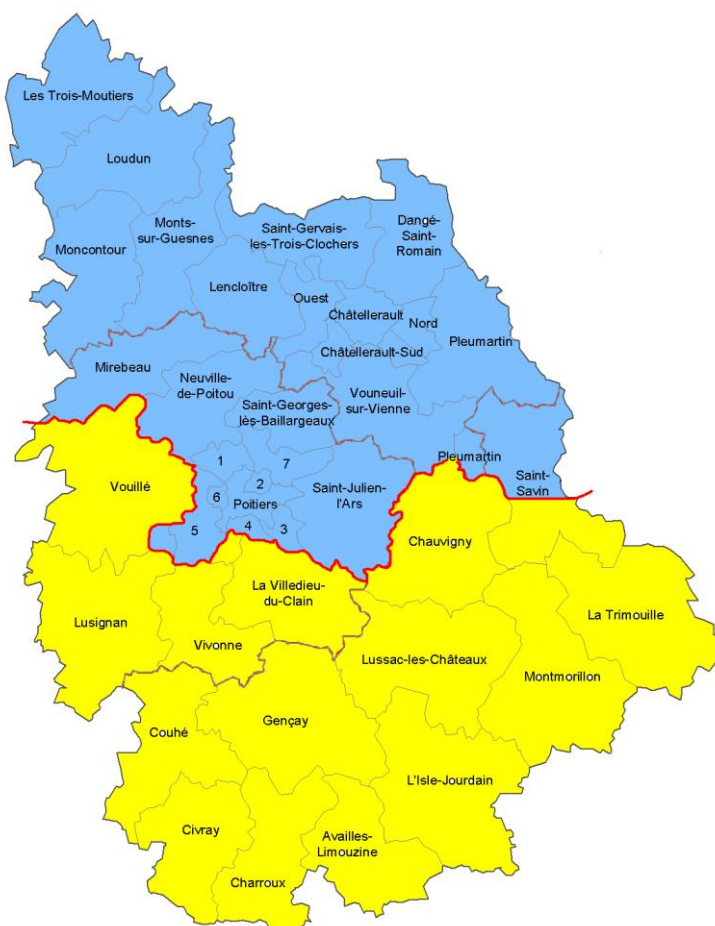 Les Trois-Moutiers
Loudun
Monts-
sur-Guesnes
Moncontour
Saint-Gervais-
les-Trois-Clochers
Dangé-
Saint-
Romain
Lencloître
Ouest
Châtellerault
Nord
Pleumartin
Châtellerault-Sud
Mirebeau
Neuville-
de-Poitou
Saint-Georges-
lès-Baillargeaux
Vouneuil-
sur-Vienne
Vouillé
1
7
2
6
Poitiers
5
4
3
Saint-Julien-
l'Ars
Pleumartin
Saint-
Savin
Chauvigny
La Villedieu-
du-Clain
Lusignan
Vivonne
La Trimouille
Lussac-les-Châteaux
Montmorillon
Couhé
Gençay
L'Isle-Jourdain
Civray
Availles-
Limouzine
Charroux